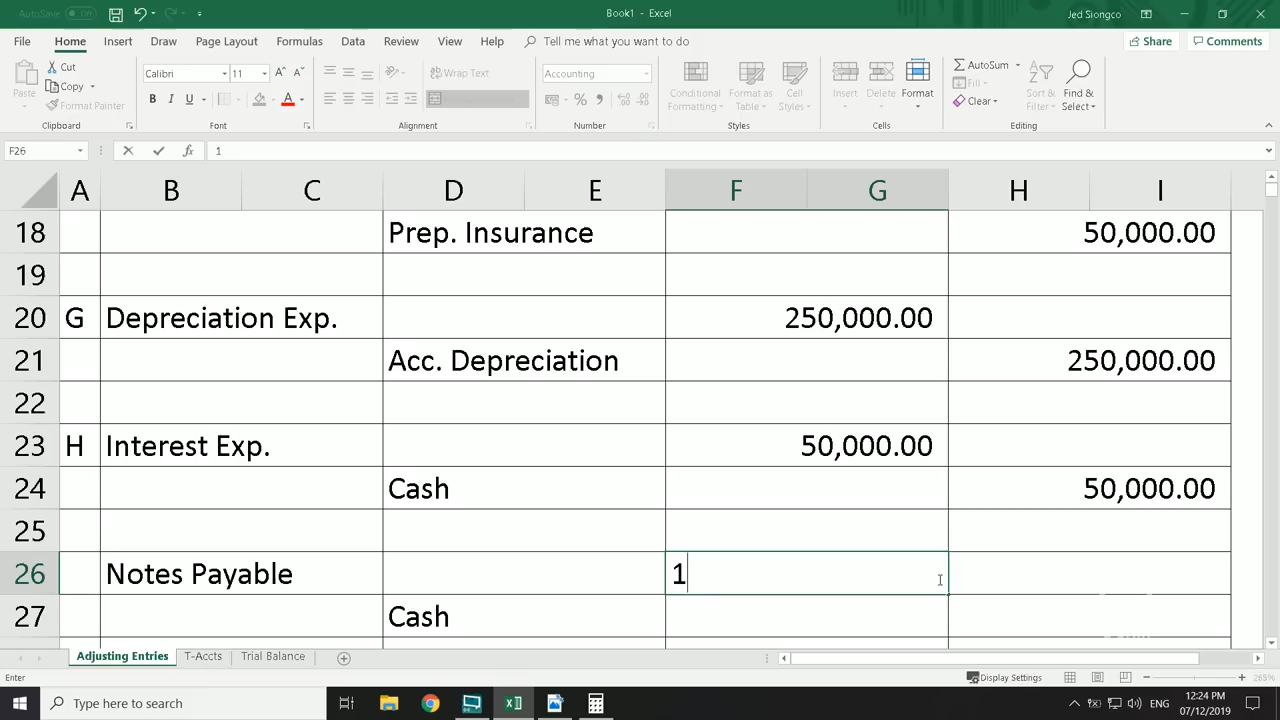 AutoSave Off
Book1 - Excel
Jed Siongco
File Home Insert Draw Page Layout Formulas Data Review View Help Tell me what you want to do Share Comments
Paste Cut Copy Format Painter Clipboard
Calibri 11 B I U Font
Wrap Text Alignment
Accounting % Number
Conditional Formatting Format as Table Cell Styles Styles
Insert Delete Format Cells
AutoSum Fill Clear Sort & Filter Find & Select Editing
F26 fx 1
A B C D E F G H I
18 Prep. Insurance 50,000.00
19
20 G Depreciation Exp. 250,000.00
21 Acc. Depreciation 250,000.00
22
23 H Interest Exp. 50,000.00
24 Cash 50,000.00
25
26 Notes Payable 1
27 Cash
Adjusting Entries T-Accts Trial Balance
Enter Display Settings 265%
Type here to search ENG 12:24 PM
07/12/2019